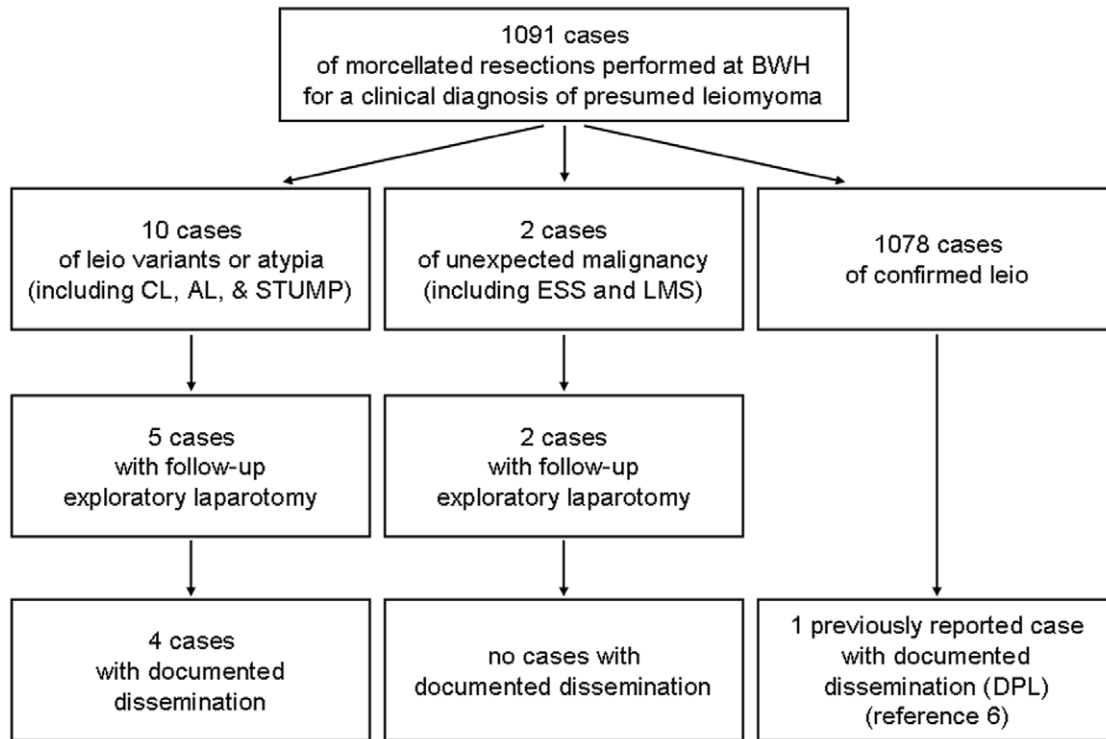 1091 cases
of morcellated resections performed at BWH
for a clinical diagnosis of presumed leiomyoma
10 cases
of leio variants or atypia
(including CL, AL, & STUMP)
2 cases
of unexpected malignancy
(including ESS and LMS)
1078 cases
of confirmed leio
5 cases
with follow-up
exploratory laparotomy
2 cases
with follow-up
exploratory laparotomy
4 cases
with documented
dissemination
no cases with
documented dissemination
1 previously reported case
with documented
dissemination (DPL)
(reference 6)